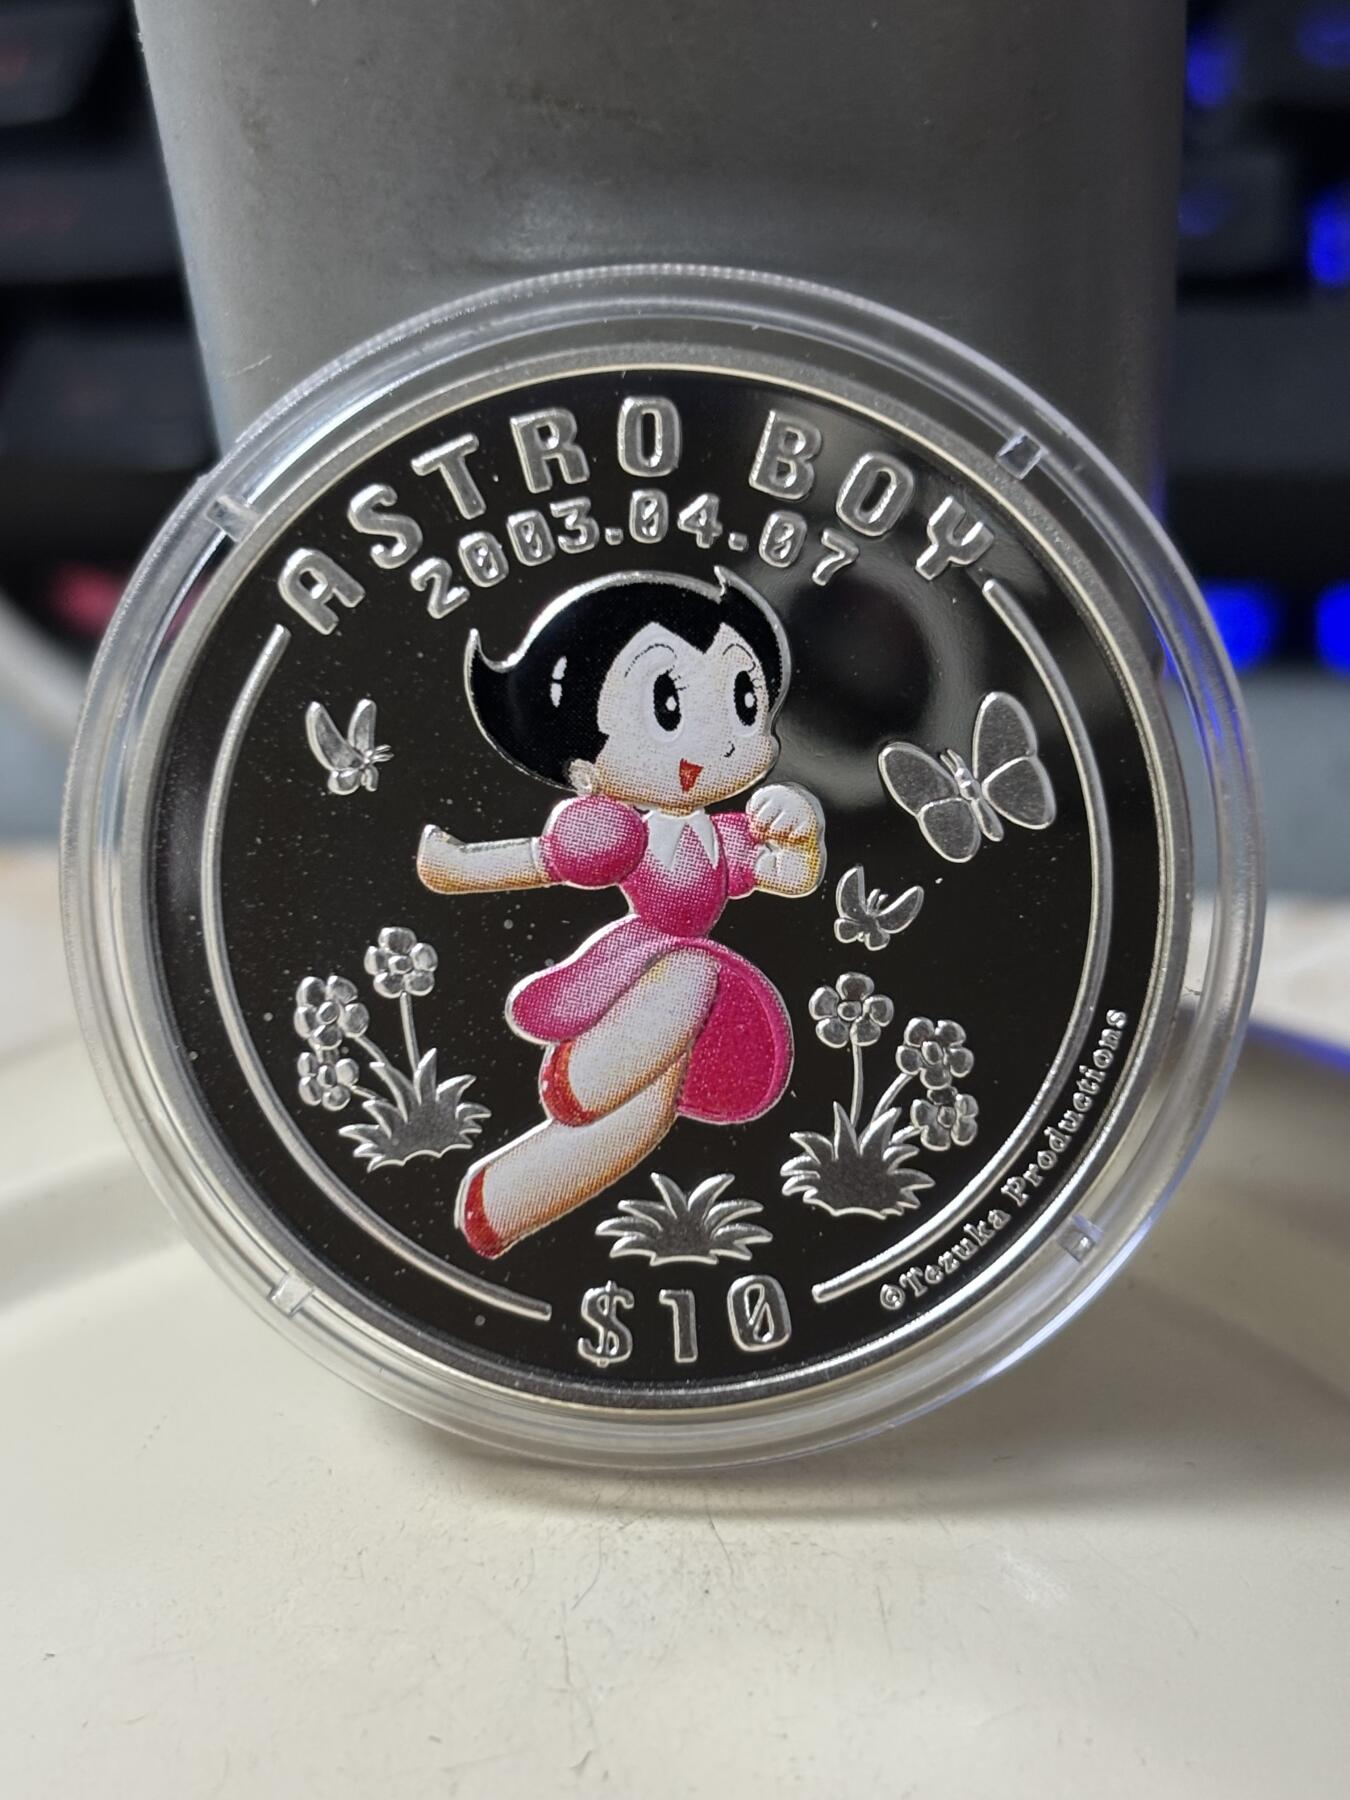 ASTRO BOY
2003.04.07
$10
©Tezuka Productions